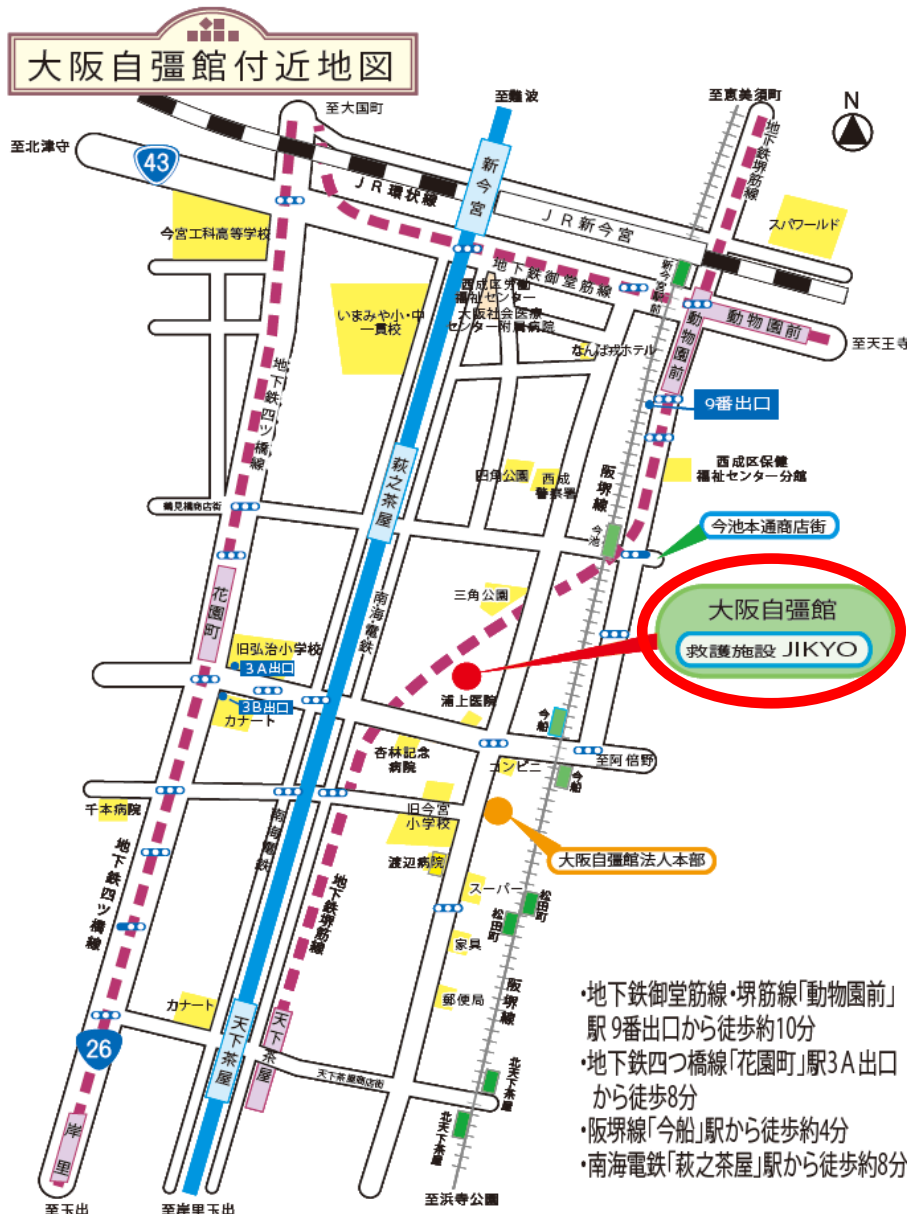 大阪自彊館付近地図
至大国町
至難波
至恵美須町
N
至北津守
43
新今宮
地下鉄堺筋線
JR環状線
JR新今宮
スパワールド
今宮工科高等学校
新今宮駅前
地下鉄御堂筋線
西成区労働
福祉センター
大阪社会医療
センター附属病院
いまみや小・中
一貫校
動物園前
動物園前
至天王寺
なんば戎ホテル
地下鉄四ツ橋線
9番出口
萩之茶屋
阪堺線
四角公園
西成
警察署
西成区保健
福祉センター分館
鶴見橋商店街
今池
今池本通商店街
花園町
南海電鉄
三角公園
大阪自彊館
救護施設 JIKYO
旧弘治小学校
3A出口
3B出口
カナート
浦上医院
今船
杏林記念
病院
コンビニ
至阿倍野
今船
千本病院
南海電鉄
旧今宮
小学校
大阪自彊館法人本部
渡辺病院
地下鉄四ツ橋線
地下鉄堺筋線
スーパー
松田町
松田町
家具
阪堺線
郵便局
カナート
天下茶屋
天下茶屋
26
天下茶屋商店街
北天下茶屋
北天下茶屋
岸里
至玉出
至岸里玉出
至浜寺公園
・地下鉄御堂筋線・堺筋線「動物園前」
駅 9番出口から徒歩約10分
・地下鉄四つ橋線「花園町」駅3A出口
から徒歩8分
・阪堺線「今船」駅から徒歩約4分
・南海電鉄「萩之茶屋」駅から徒歩約8分